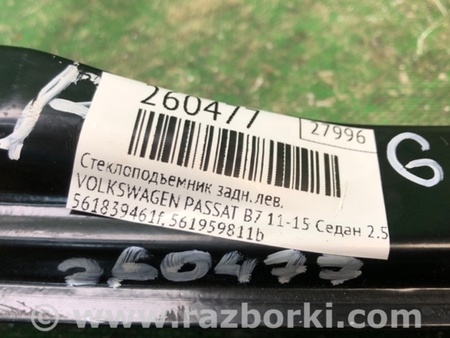 260477
27996
G
Стеклоподъемник задн.лев.
VOLKSWAGEN PASSAT B7 11-15 Седан 2.5
561839461f,561959811b
260477
© www.razborki.com